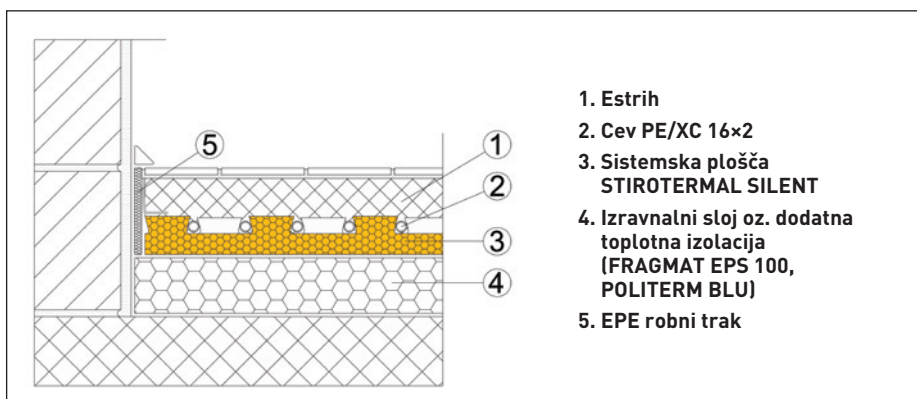 5
1
2
3
4
1. Estrih
2. Cev PE/XC 16×2
3. Sistemska plošča
STIROTERMAL SILENT
4. Izravnalni sloj oz. dodatna
toplotna izolacija
(FRAGMAT EPS 100,
POLITERM BLU)
5. EPE robni trak